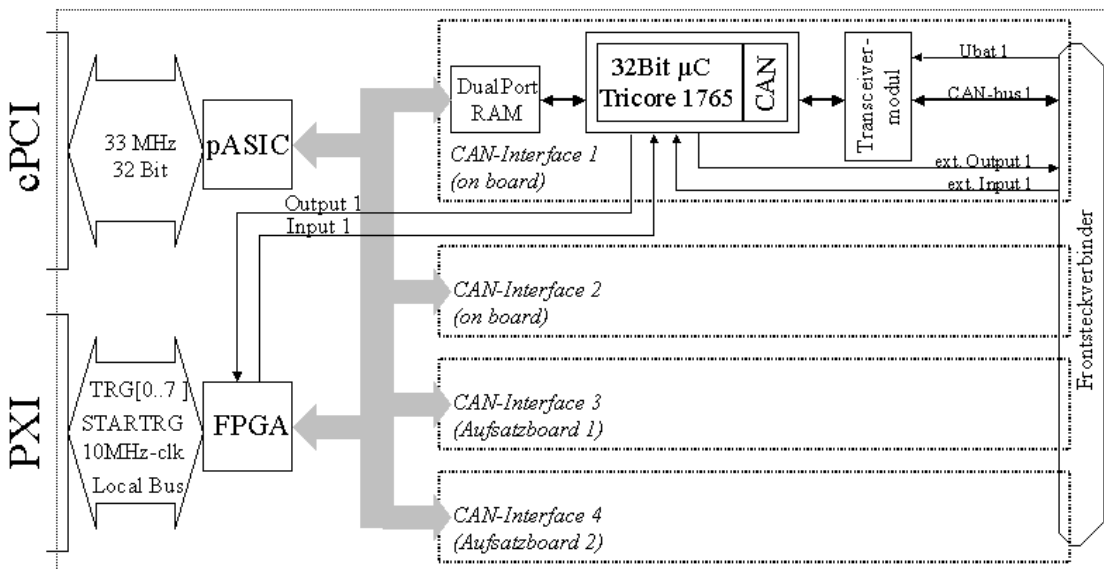 cPCI
33 MHz
32 Bit
pASIC
DualPort
RAM
32Bit µC
Tricore 1765
CAN
Transceiver-
modul
Ubat 1
CAN-bus 1
CAN-Interface 1
(on board)
ext. Output 1
ext. Input 1
Output 1
Input 1
CAN-Interface 2
(on board)
Frontsteckverbinder
PXI
TRG[0..7 ]
STARTRG
10MHz-clk
Local Bus
FPGA
CAN-Interface 3
(Aufsatzboard 1)
CAN-Interface 4
(Aufsatzboard 2)